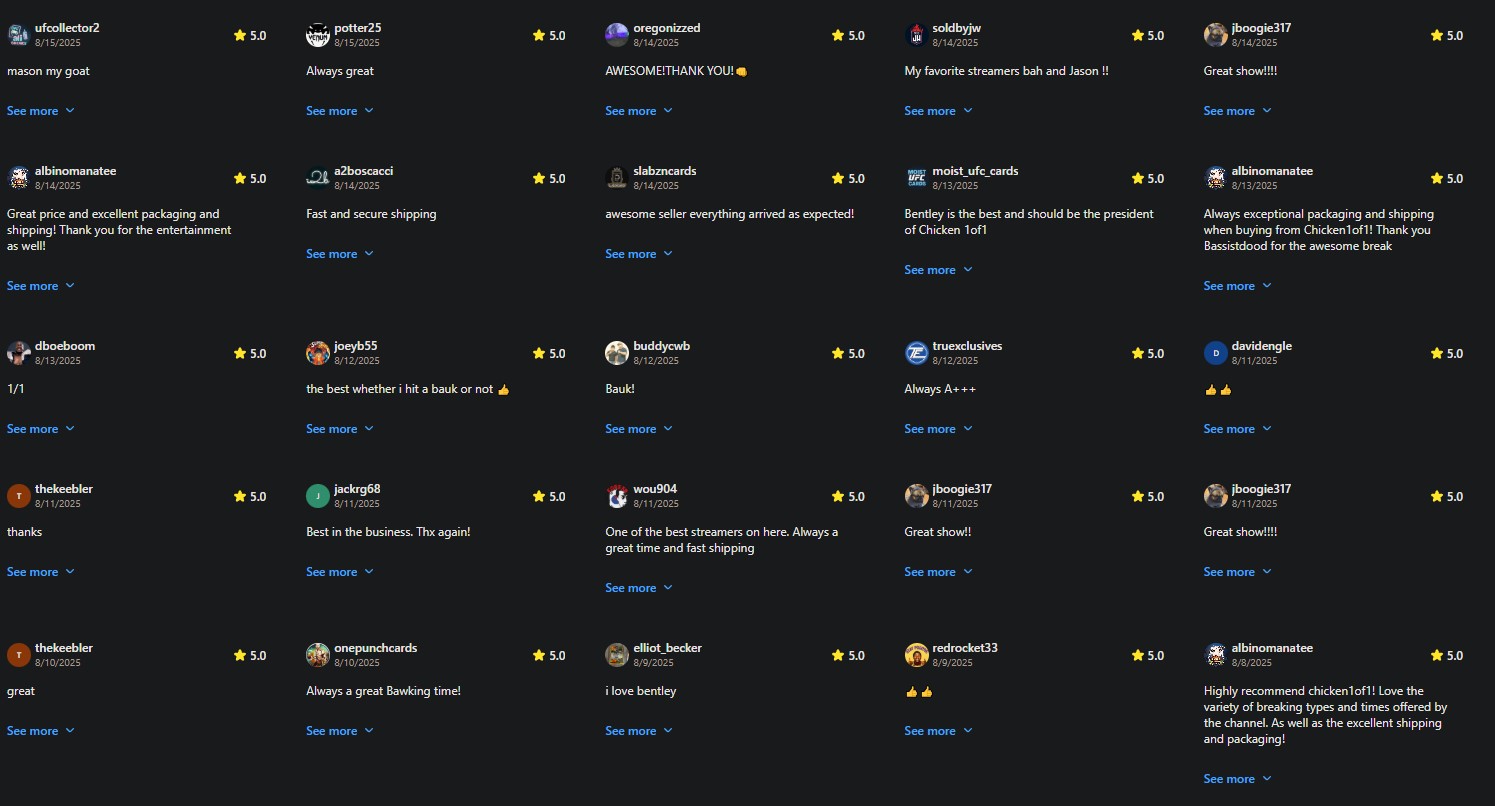 ufcollector2
8/15/2025
5.0
mason my goat
See more
potter25
8/15/2025
5.0
Always great
See more
oregonizzed
8/14/2025
5.0
AWESOME!THANK YOU!👊
See more
soldbyjw
8/14/2025
5.0
My favorite streamers bah and Jason !!
See more
jboogie317
8/14/2025
5.0
Great show!!!!
See more
albinomanatee
8/14/2025
5.0
Great price and excellent packaging and
shipping! Thank you for the entertainment
as well!
See more
a2boscacci
8/14/2025
5.0
Fast and secure shipping
See more
slabzncards
8/14/2025
5.0
awesome seller everything arrived as expected!
See more
MOIST
UFC
CARDS
moist_ufc_cards
8/13/2025
5.0
Bentley is the best and should be the president
of Chicken 1of1
See more
albinomanatee
8/13/2025
5.0
Always exceptional packaging and shipping
when buying from Chicken1of1! Thank you
Bassistdood for the awesome break
See more
dboeboom
8/13/2025
5.0
1/1
See more
joeyb55
8/12/2025
5.0
the best whether i hit a bauk or not 👍
See more
buddycwb
8/12/2025
5.0
Bauk!
See more
TE
truexclusives
8/12/2025
5.0
Always A+++
See more
D
davidengle
8/11/2025
5.0
👍👍
See more
T
thekeebler
8/11/2025
5.0
thanks
See more
J
jackrg68
8/11/2025
5.0
Best in the business. Thx again!
See more
wou904
8/11/2025
5.0
One of the best streamers on here. Always a
great time and fast shipping
See more
jboogie317
8/11/2025
5.0
Great show!!
See more
jboogie317
8/11/2025
5.0
Great show!!!!
See more
T
thekeebler
8/10/2025
5.0
great
See more
onepunchcards
8/10/2025
5.0
Always a great Bawking time!
See more
elliot_becker
8/9/2025
5.0
i love bentley
See more
redrocket33
8/9/2025
5.0
👍👍
See more
albinomanatee
8/8/2025
5.0
Highly recommend chicken1of1! Love the
variety of breaking types and times offered by
the channel. As well as the excellent shipping
and packaging!
See more